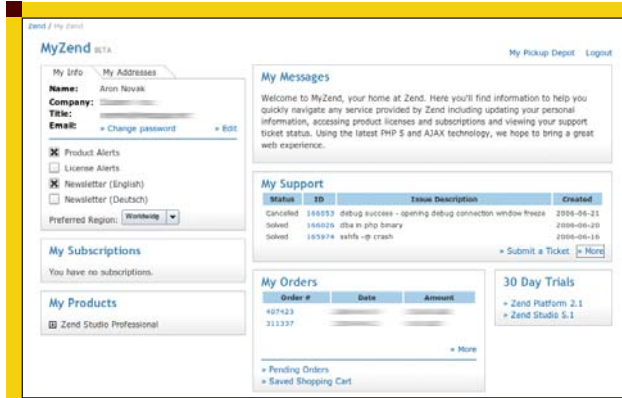 Zend / My Zend
MyZend BETA
My Pickup Depot Logout
My Info My Addresses
Name: Aron Novak
Company:
Title:
Email:
» Change password » Edit
Product Alerts
License Alerts
Newsletter (English)
Newsletter (Deutsch)
Preferred Region: Worldwide
My Subscriptions
You have no subscriptions.
My Products
Zend Studio Professional
My Messages
Welcome to MyZend, your home at Zend. Here you'll find information to help you
quickly navigate any service provided by Zend including updating your personal
information, accessing product licenses and subscriptions and viewing your support
ticket status. Using the latest PHP 5 and AJAX technology, we hope to bring a great
web experience.
My Support
Status ID Issue Description Created
Cancelled 166053 debug success - opening debug connection window freeze 2006-06-21
Solved 166026 dba in php binary 2006-06-20
Solved 165974 sshfs -@ crash 2006-06-16
» Submit a Ticket » More
My Orders
Order # Date Amount
407423
311337
» More
» Pending Orders
» Saved Shopping Cart
30 Day Trials
» Zend Platform 2.1
» Zend Studio 5.1